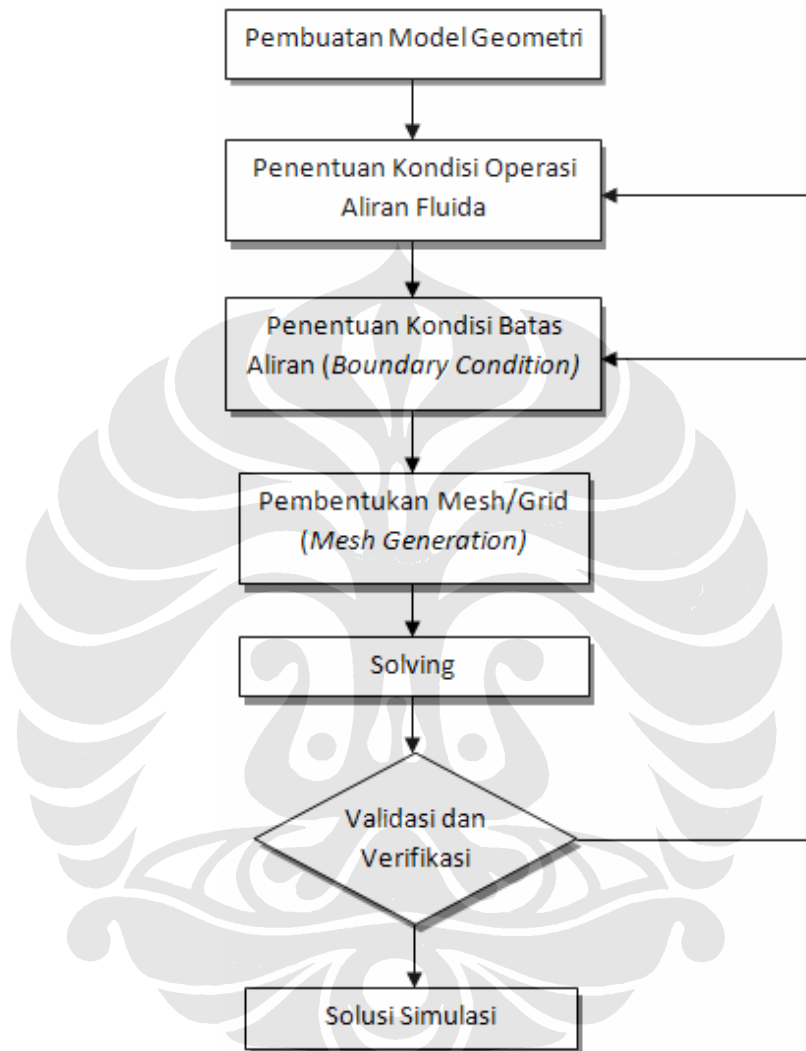 Pembuatan Model Geometri
Penentuan Kondisi Operasi
Aliran Fluida
Penentuan Kondisi Batas
Aliran (Boundary Condition)
Pembentukan Mesh/Grid
(Mesh Generation)
Solving
Validasi dan
Verifikasi
Solusi Simulasi